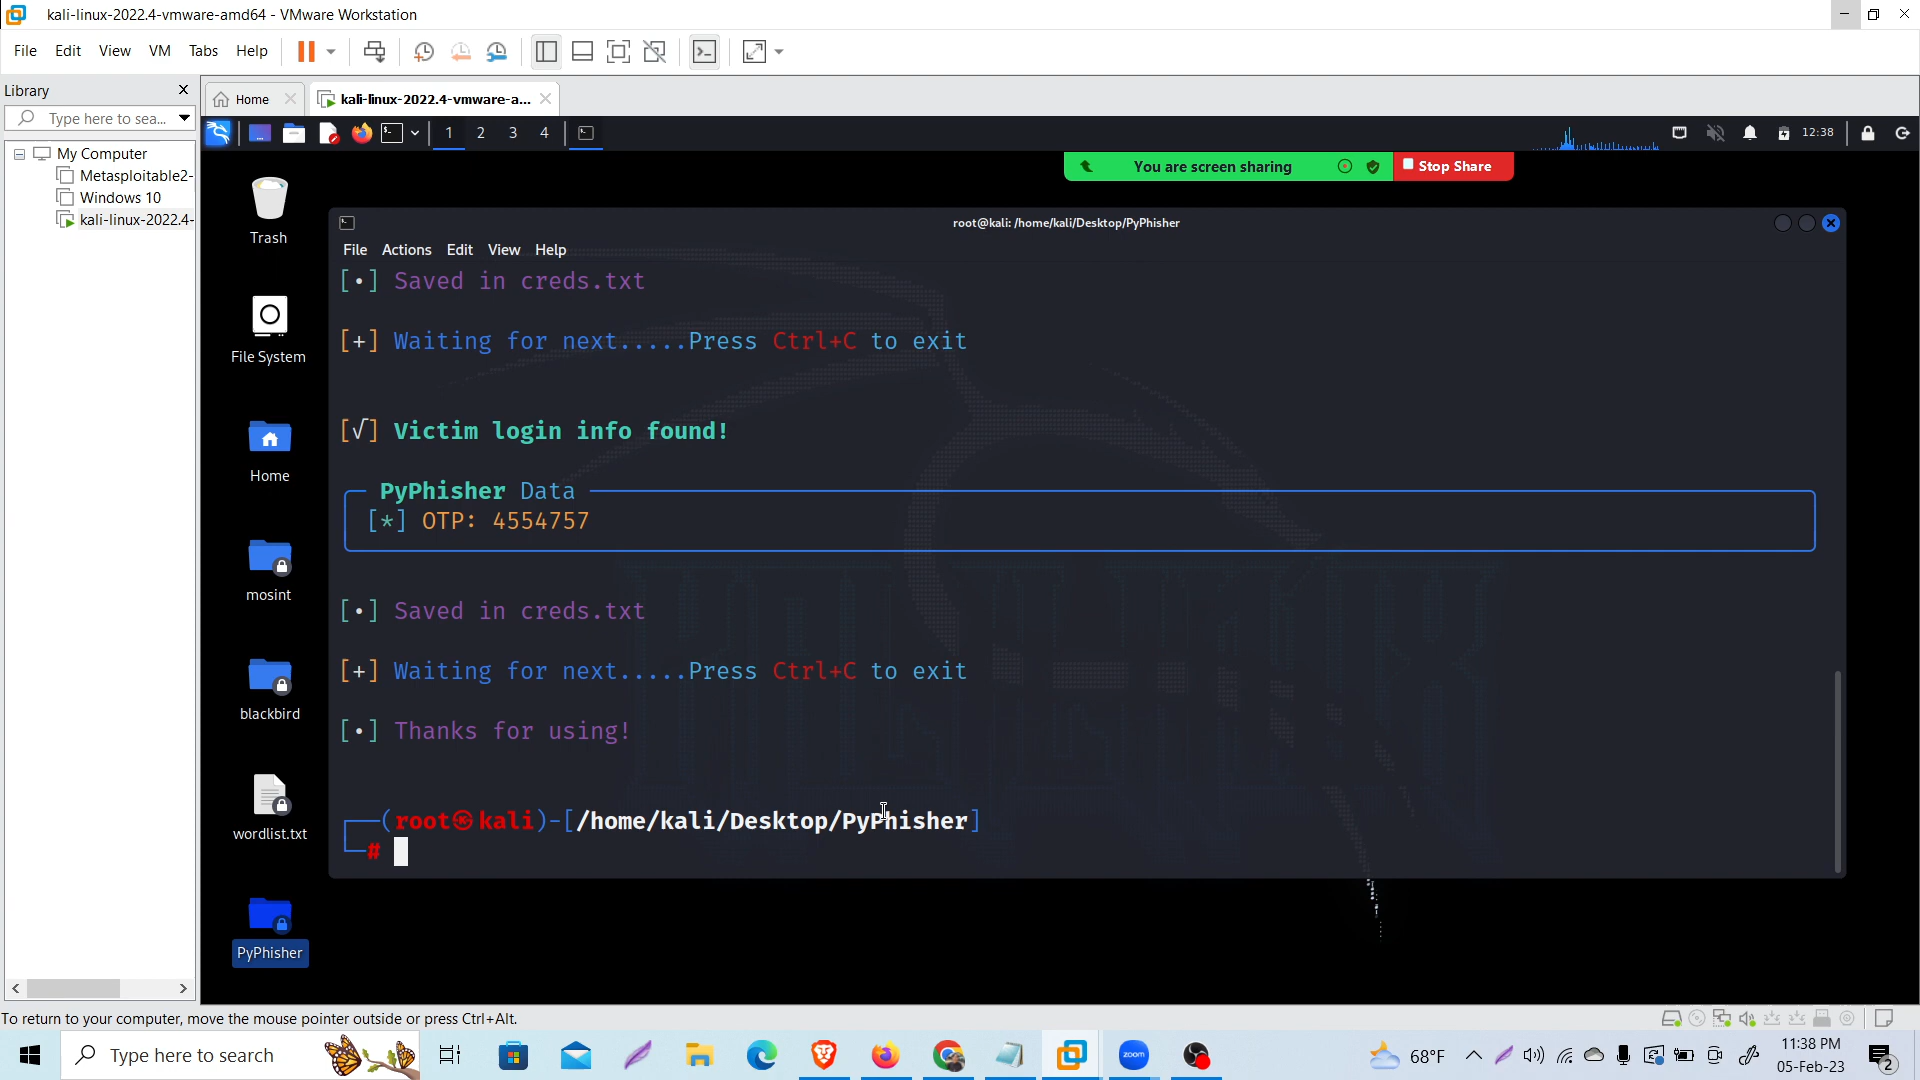 kali-linux-2022.4-vmware-amd64 - VMware Workstation
File Edit View VM Tabs Help
Library
Type here to sea...
My Computer
Metasploitable2-
Windows 10
kali-linux-2022.4-
Home
kali-linux-2022.4-vmware-a...
1 2 3 4
12:38
You are screen sharing
Stop Share
Trash
File System
Home
mosint
blackbird
wordlist.txt
PyPhisher
root@kali: /home/kali/Desktop/PyPhisher
File Actions Edit View Help
[•] Saved in creds.txt
[+] Waiting for next.....Press Ctrl+C to exit
[√] Victim login info found!
PyPhisher Data
[*] OTP: 4554757
[•] Saved in creds.txt
[+] Waiting for next.....Press Ctrl+C to exit
[•] Thanks for using!
(root㉿kali)-[/home/kali/Desktop/PyPhisher]
#
To return to your computer, move the mouse pointer outside or press Ctrl+Alt.
Type here to search
zoom
68°F
11:38 PM
05-Feb-23
2